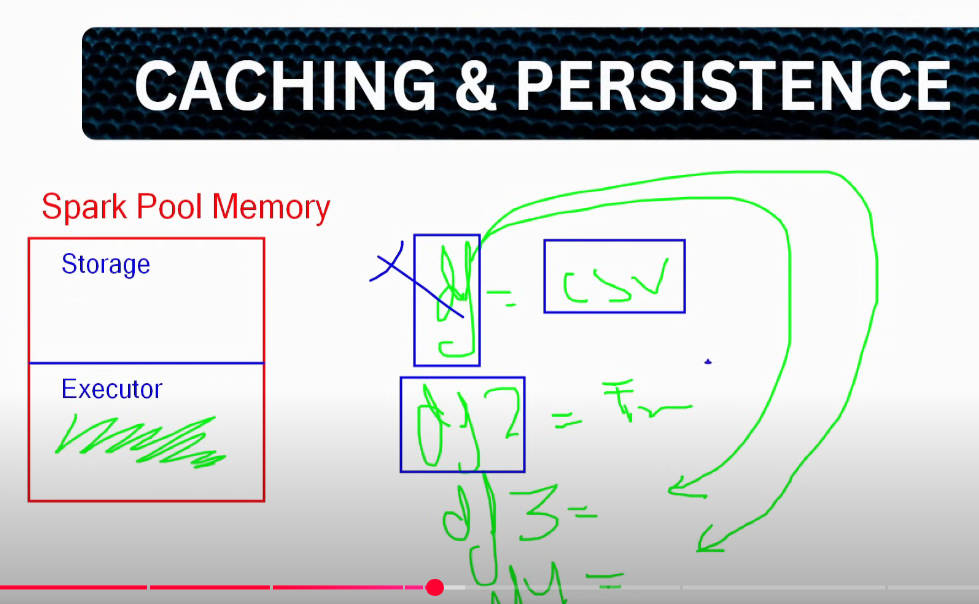 CACHING & PERSISTENCE
Spark Pool Memory
Storage
Executor
df = CSV
df2 =
df3 =